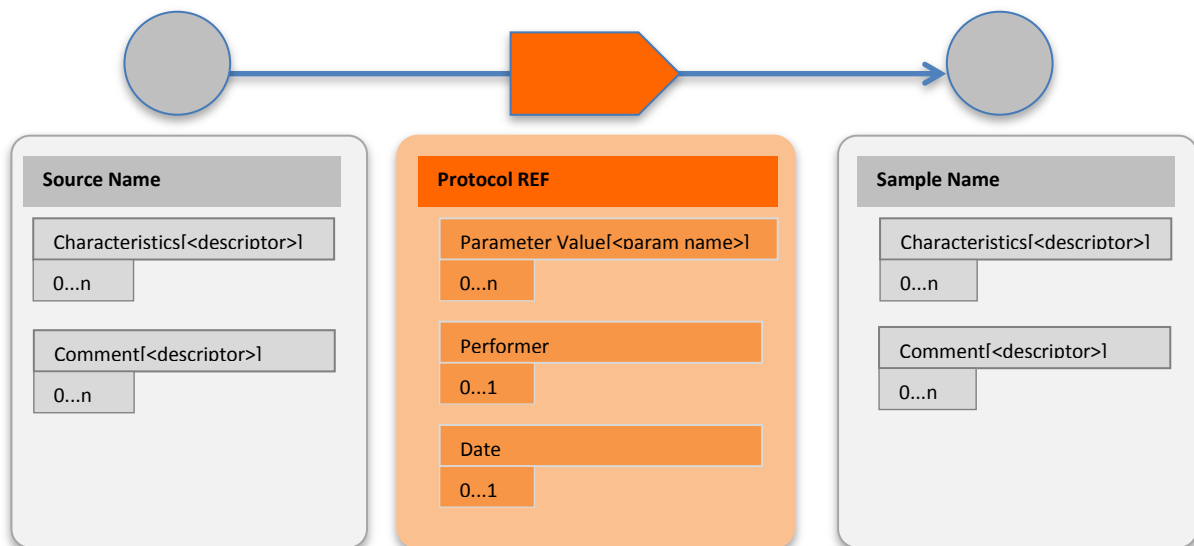 Source Name
Characteristics[<descriptor>]
0...n
Comment[<descriptor>]
0...n
Protocol REF
Parameter Value[<param name>]
0...n
Performer
0...1
Date
0...1
Sample Name
Characteristics[<descriptor>]
0...n
Comment[<descriptor>]
0...n